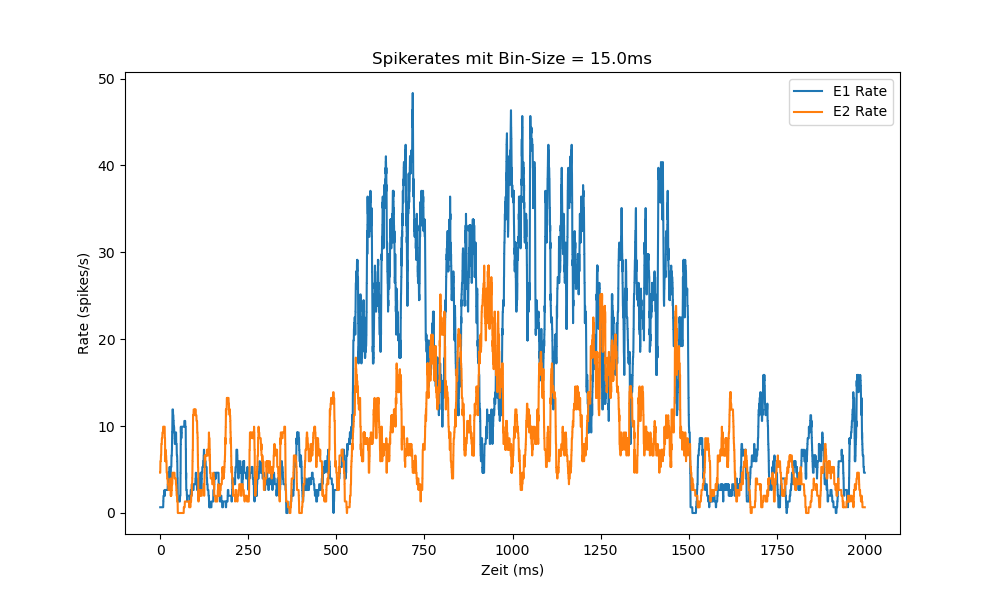 Spikerates mit Bin-Size = 15.0ms
E1 Rate
E2 Rate
Rate (spikes/s)
50
40
30
20
10
0
0 250 500 750 1000 1250 1500 1750 2000
Zeit (ms)